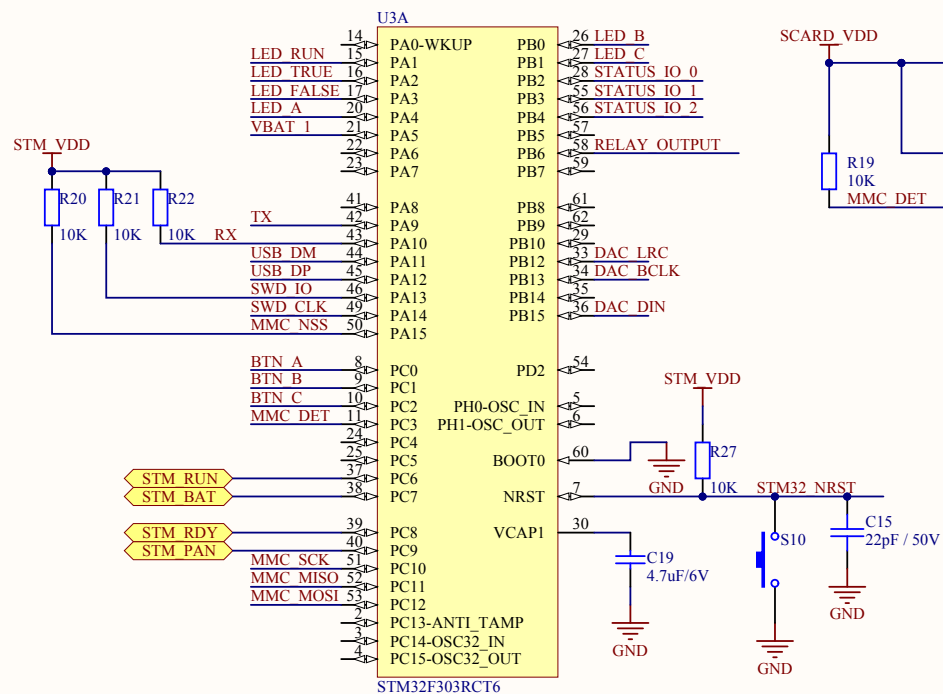 U3A
14 PA0-WKUP
LED_RUN 15 PA1
LED_TRUE 16 PA2
LED_FALSE 17 PA3
LED_A 20 PA4
VBAT_1 21 PA5
22 PA6
23 PA7
41 PA8
TX 42 PA9
RX 43 PA10
USB_DM 44 PA11
USB_DP 45 PA12
SWD_IO 46 PA13
SWD_CLK 49 PA14
MMC_NSS 50 PA15
BTN_A 8 PC0
BTN_B 9 PC1
BTN_C 10 PC2
MMC_DET 11 PC3
24 PC4
25 PC5
STM_RUN 37 PC6
STM_BAT 38 PC7
STM_RDY 39 PC8
STM_PAN 40 PC9
MMC_SCK 51 PC10
MMC_MISO 52 PC11
MMC_MOSI 53 PC12
2 PC13-ANTI_TAMP
3 PC14-OSC32_IN
4 PC15-OSC32_OUT
STM32F303RCT6
PB0 26 LED_B
PB1 27 LED_C
PB2 28 STATUS_IO_0
PB3 55 STATUS_IO_1
PB4 56 STATUS_IO_2
PB5 57
PB6 58 RELAY_OUTPUT
PB7 59
PB8 61
PB9 62
PB10 29
PB12 33 DAC_LRC
PB13 34 DAC_BCLK
PB14 35
PB15 36 DAC_DIN
PD2 54
PH0-OSC_IN 5
PH1-OSC_OUT 6
BOOT0 60
GND
NRST 7
STM32_NRST
VCAP1 30
STM_VDD
R20
10K
R21
10K
R22
10K
SCARD_VDD
R19
10K
MMC_DET
STM_VDD
R27
10K
S10
GND
C15
22pF / 50V
GND
C19
4.7uF/6V
GND